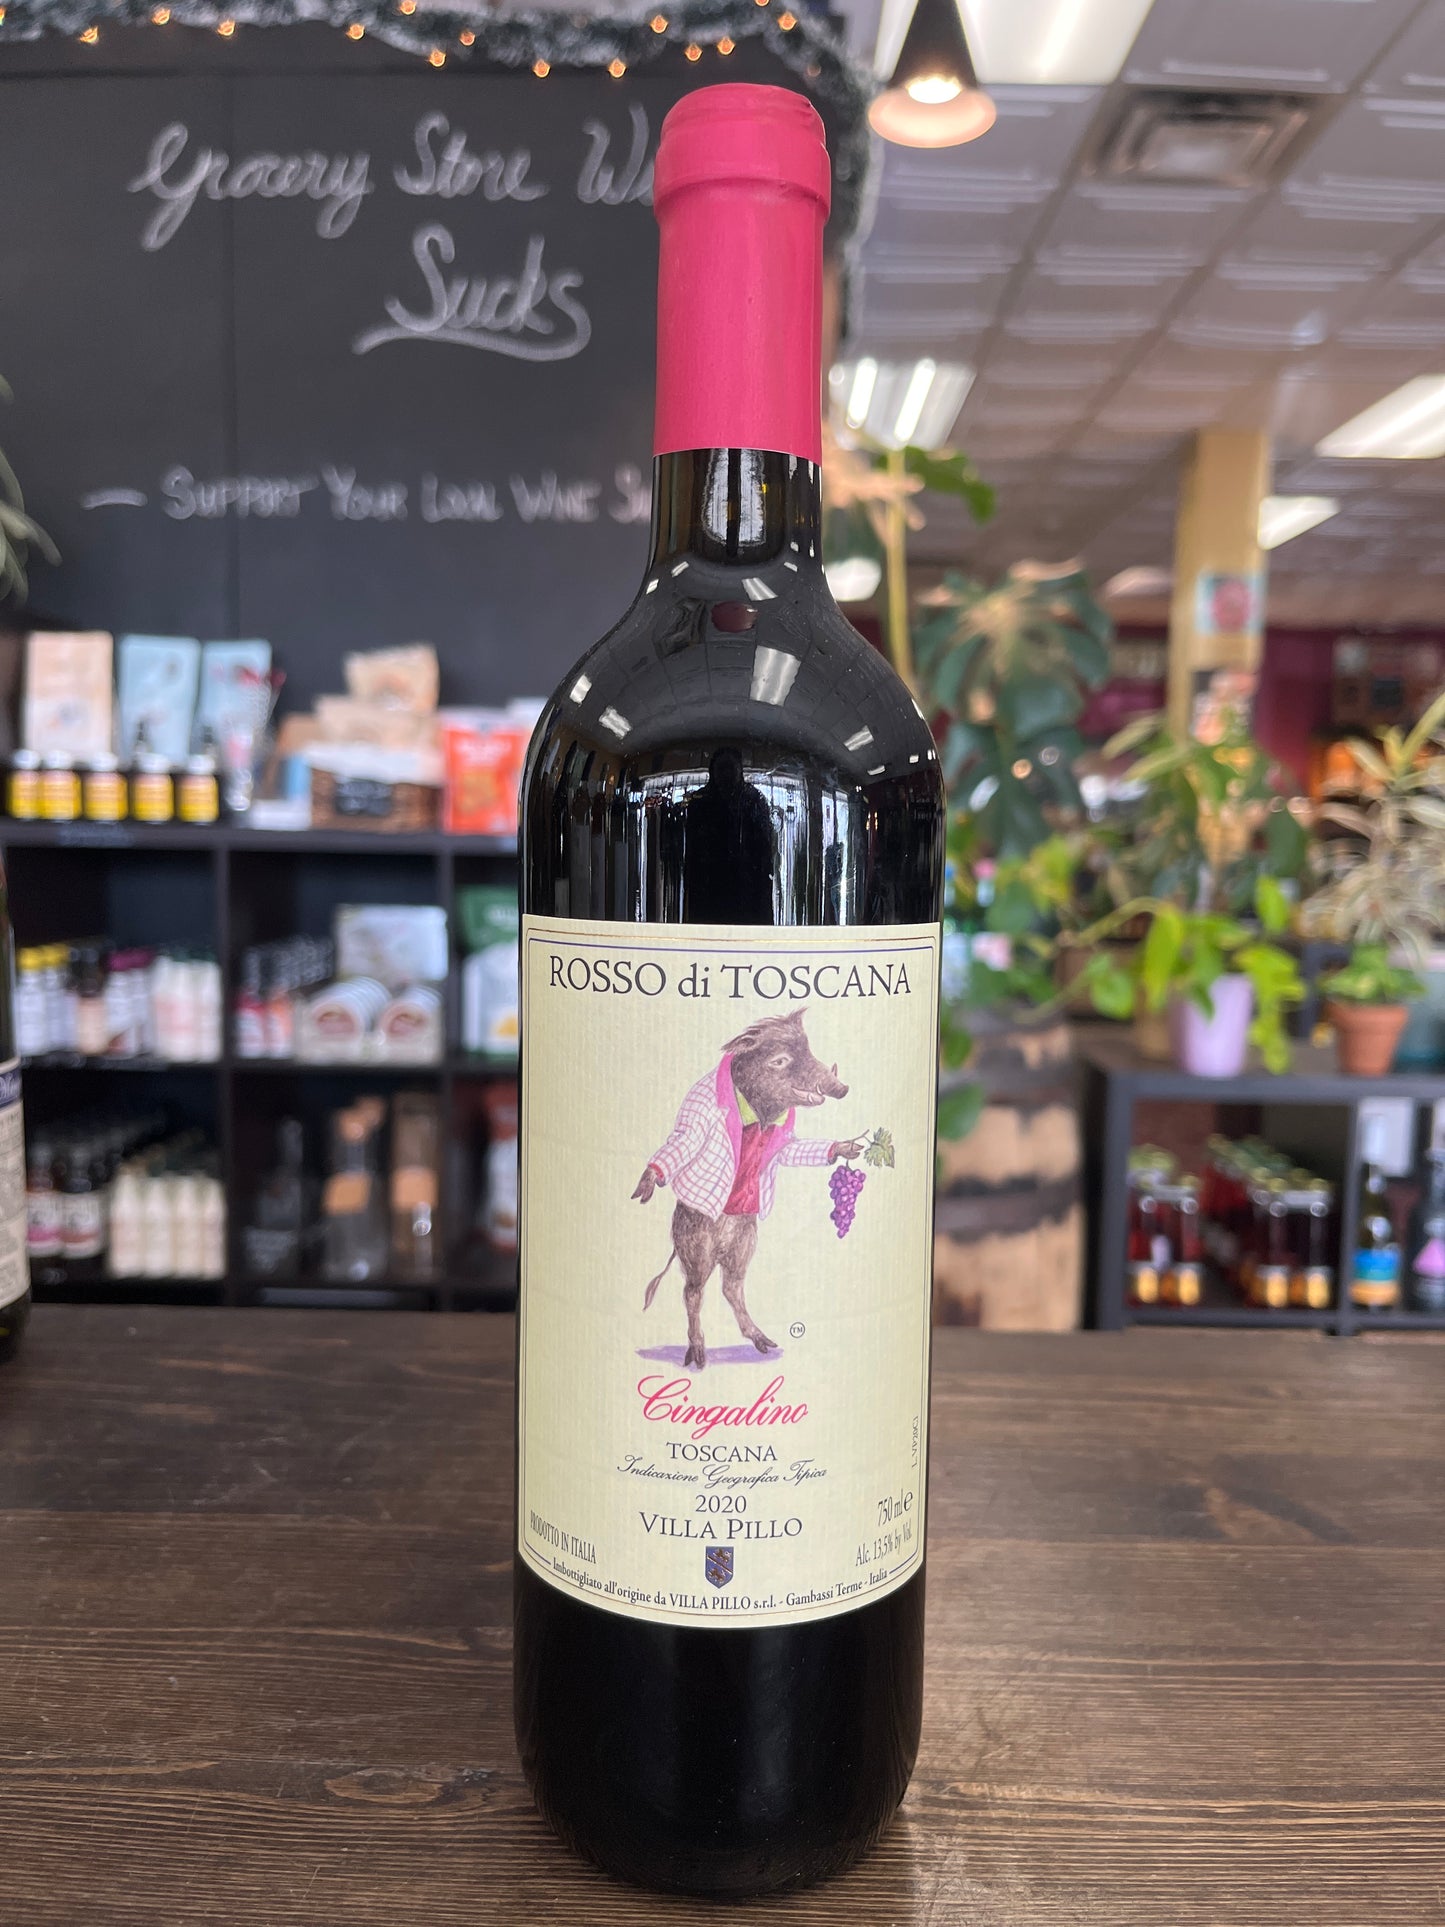 Grocery Store
Sucks
— Support Your Local Wine
ROSSO di TOSCANA
TM
Cingalino
TOSCANA
Indicazione Geografica Tipica
2020
VILLA PILLO
PRODOTTO IN ITALIA
750 ml e
Alc. 13,5% by Vol.
Imbottigliato all'origine da VILLA PILLO s.r.l. - Gambassi Terme - Italia